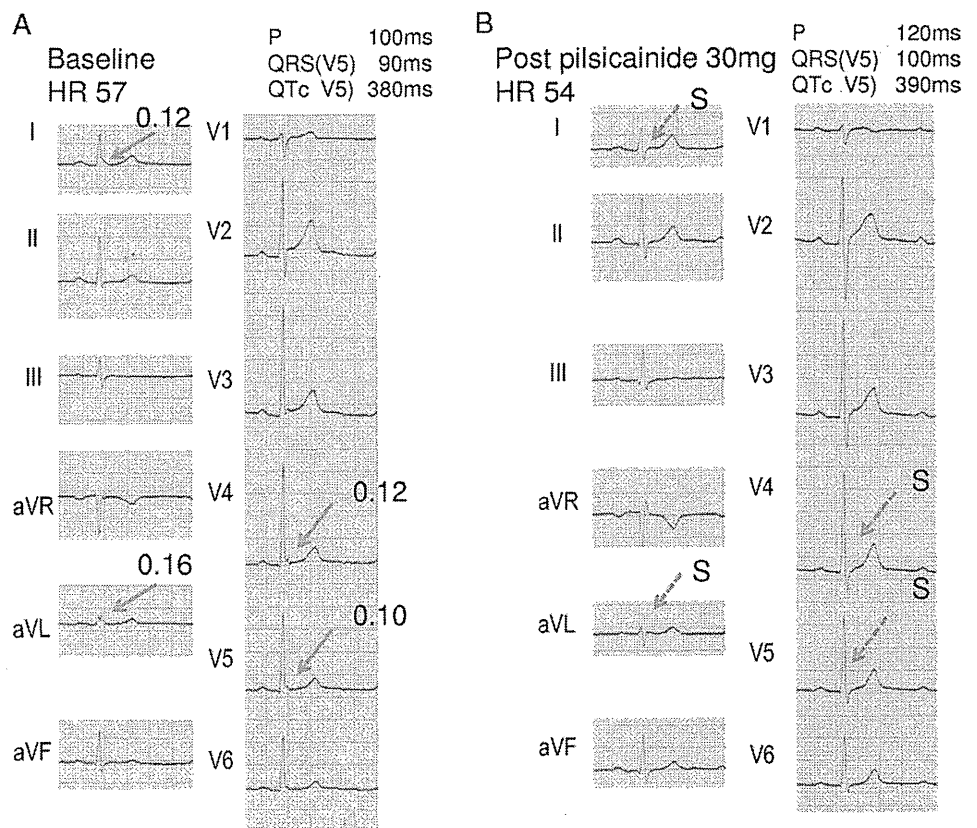 A
Baseline
HR 57
P 100ms
QRS(V5) 90ms
QTc V5) 380ms
I
0.12
II
III
aVR
aVL
0.16
aVF
V1
V2
V3
V4
0.12
V5
0.10
V6
B
Post pilsicainide 30mg
HR 54
P 120ms
QRS(V5) 100ms
QTc .V5) 390ms
I
S
II
III
aVR
aVL
S
aVF
V1
V2
V3
V4
S
S
V5
V6